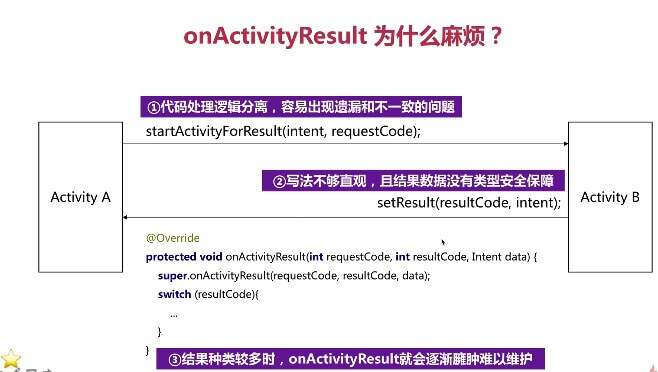 onActivityResult 为什么麻烦？
①代码处理逻辑分离，容易出现遗漏和不一致的问题
startActivityForResult(intent, requestCode);
②写法不够直观，且结果数据没有类型安全保障
Activity A
Activity B
setResult(resultCode, intent);
@Override
protected void onActivityResult(int requestCode, int resultCode, Intent data) {
super.onActivityResult(requestCode, resultCode, data);
switch (resultCode){
...
}
}
③结果种类较多时，onActivityResult就会逐渐臃肿难以维护